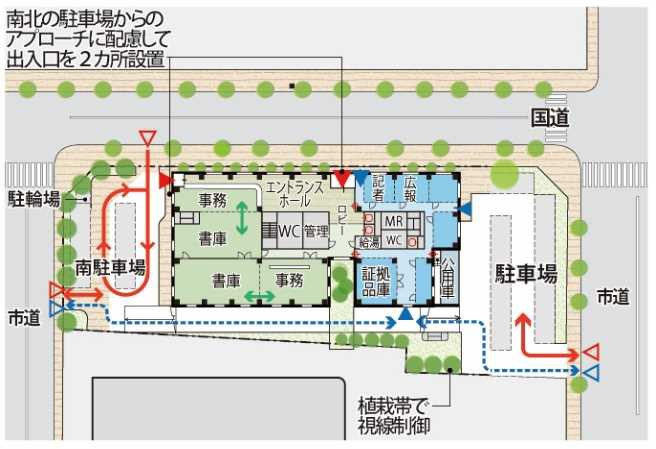 南北の駐車場からの
アプローチに配慮して
出入口を２カ所設置
国道
駐輪場
事務
エントランス
ホール
ロビー
記者
広報
書庫
WC
管理
MR
給湯
WC
南駐車場
書庫
事務
証拠
品庫
公用車
駐車場
市道
市道
植栽帯で
視線制御